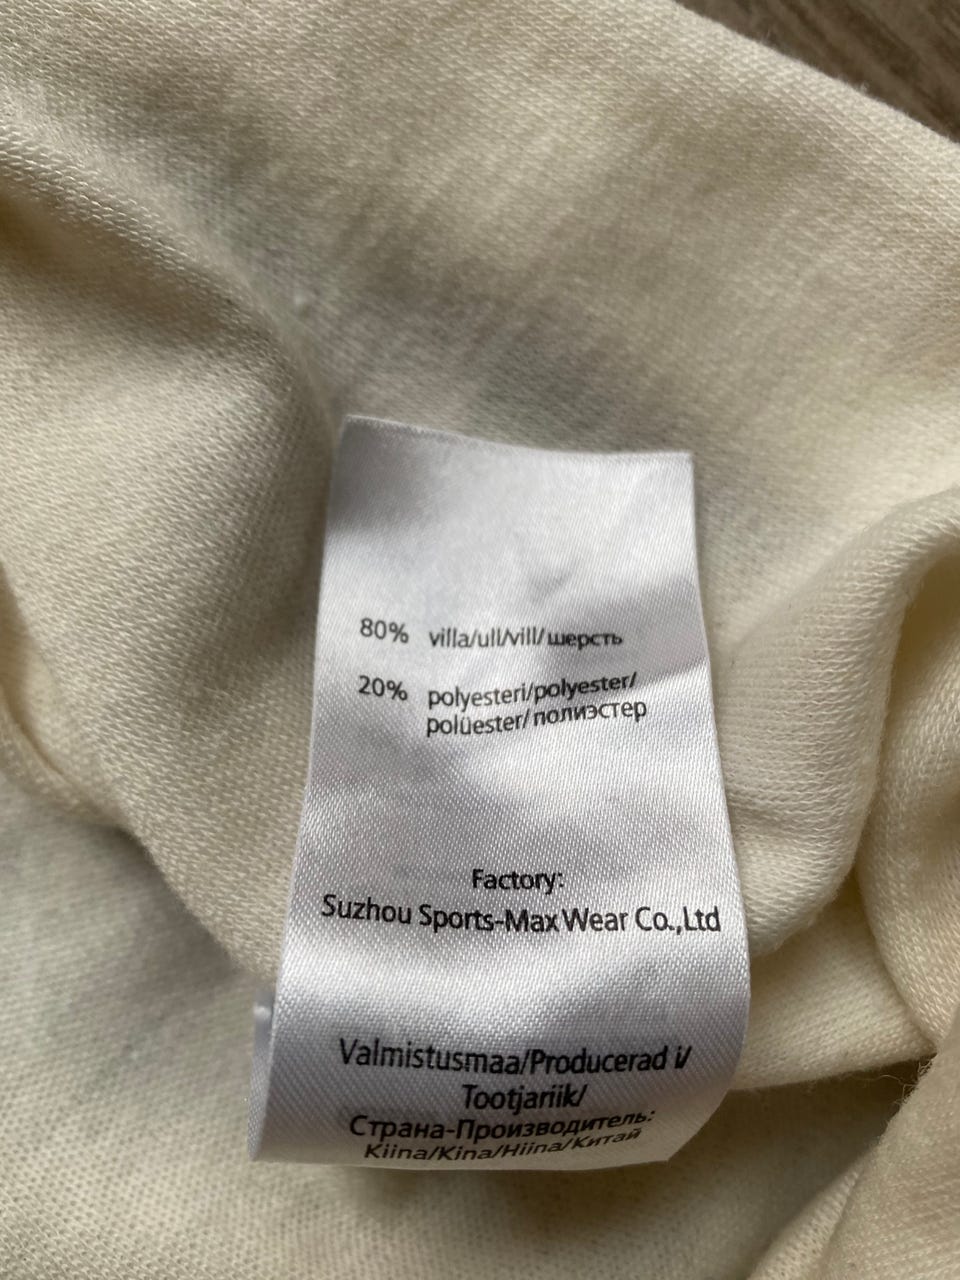 80% villa/ull/vill/шерсть
20% polyesteri/polyester/
polüester/полиэстер
Factory:
Suzhou Sports-Max Wear Co.,Ltd
Valmistusmaa/Producerad i/
Tootjariik/
Страна-Производитель:
Kiina/Kina/Hiina/Китай